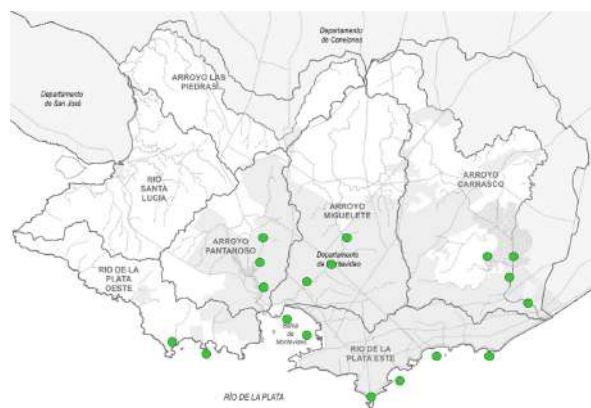 Departamento
de Canelones
ARROYO LAS
PIEDRAS
Departamento
de San José
RIO
SANTA
LUCIA
ARROYO
CARRASCO
ARROYO
MIGUELETE
ARROYO
PANTANOSO
Departamento
de Montevideo
RIO DE LA
PLATA
OESTE
Bahía
de
Montevideo
RIO DE LA
PLATA ESTE
RÍO DE LA PLATA